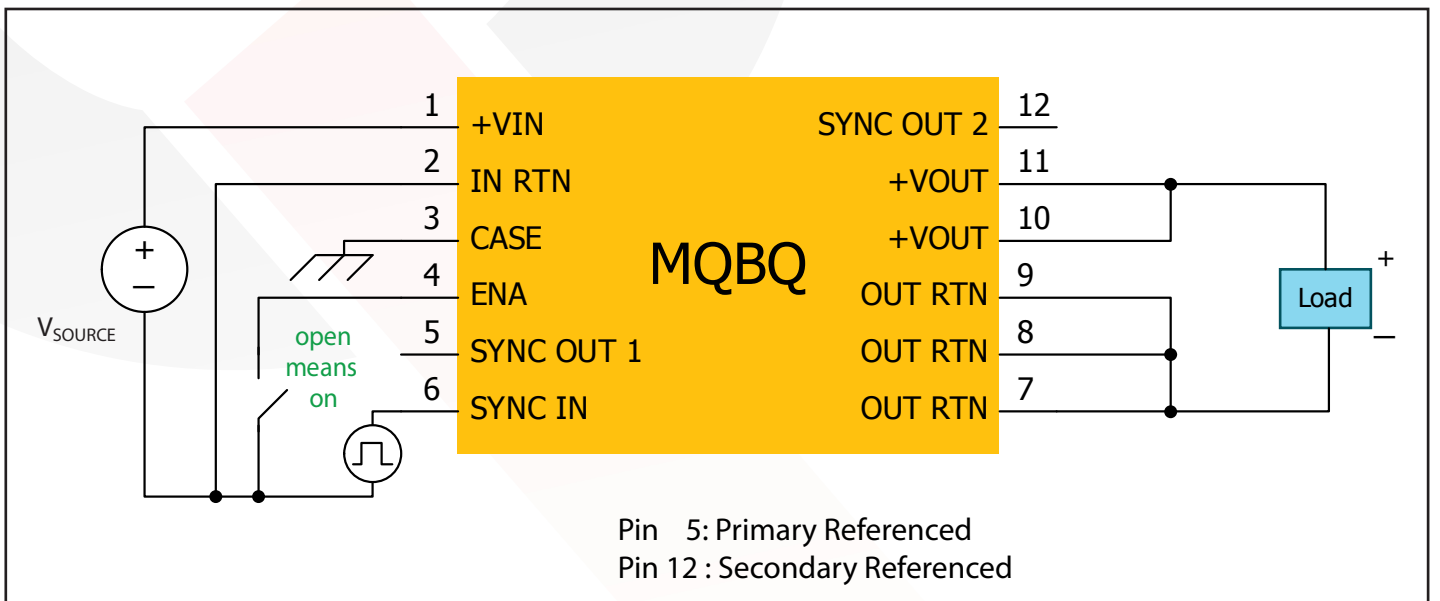 1
+VIN
2
IN RTN
3
CASE
4
ENA
5
SYNC OUT 1
6
SYNC IN
MQBQ
12
SYNC OUT 2
11
+VOUT
10
+VOUT
9
OUT RTN
8
OUT RTN
7
OUT RTN
+
−
VSOURCE
open
means
on
+
Load
−
Pin 5: Primary Referenced
Pin 12 : Secondary Referenced